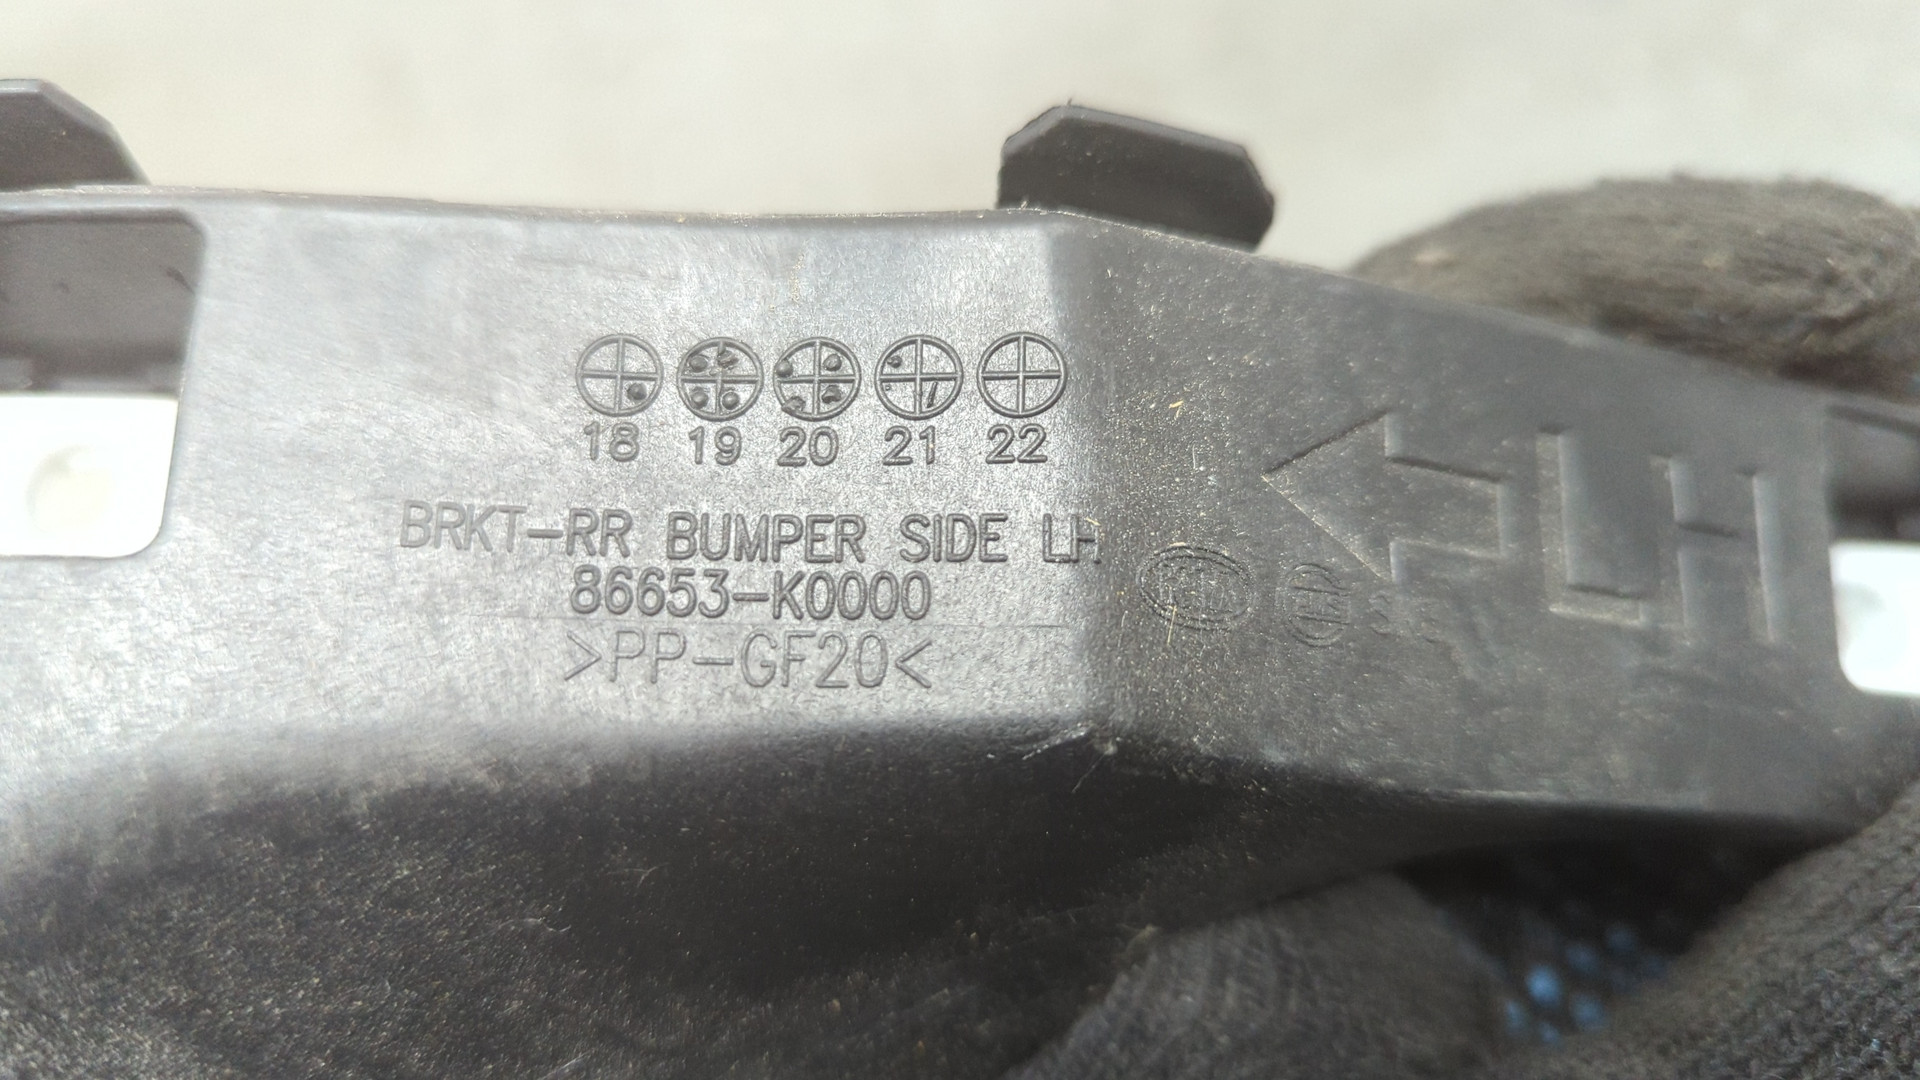 18 19 20 21 22
BRKT-RR BUMPER SIDE LH
86653-K0000
>PP-GF20<
LH